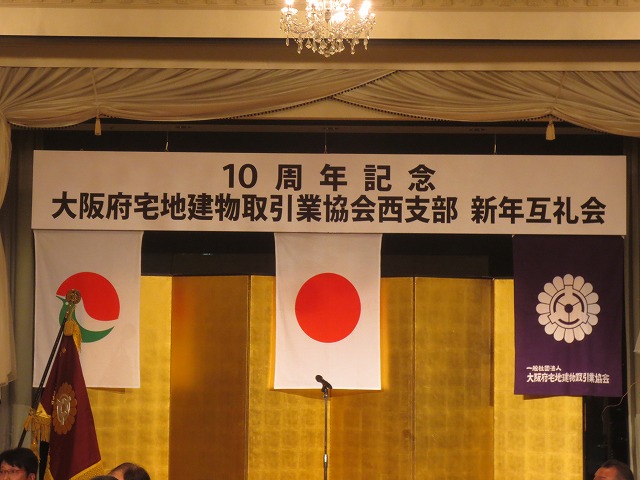 10周年記念
大阪府宅地建物取引業協会西支部 新年互礼会
一般社団法人
大阪府宅地建物取引業協会